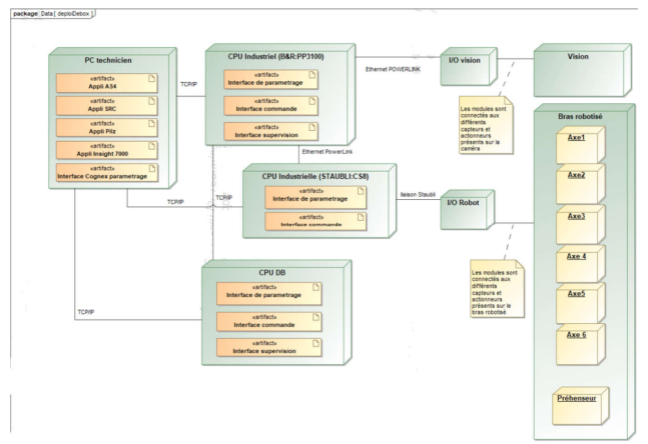 package Data [ deploiDebox ]
PC technicien
«artifact»
Appli A34
«artifact»
Appli SRC
«artifact»
Appli Pilz
«artifact»
Appli Insight 7000
«artifact»
Interface Cognex parametrage
TCP/IP
CPU Industriel (B&R:PP3100)
«artifact»
Interface de parametrage
«artifact»
Interface commande
«artifact»
Interface supervision
Ethernet POWERLINK
I/O vision
Vision
Les modules sont
connectés aux
différents
capteurs et
actionneurs
présents sur la
caméra
Ethernet PowerLink
CPU Industrielle (STAUBLI:CS8)
«artifact»
Interface de parametrage
«artifact»
Interface commande
TCP/IP
TCP/IP
liaison Staubli
I/O Robot
Les modules sont
connectés aux
différents
capteurs et
actionneurs
présents sur le
bras robotisé
CPU DB
«artifact»
Interface de parametrage
«artifact»
Interface commande
«artifact»
Interface supervision
TCP/IP
Bras robotisé
Axe1
Axe2
Axe3
Axe 4
Axe5
Axe 6
Préhenseur